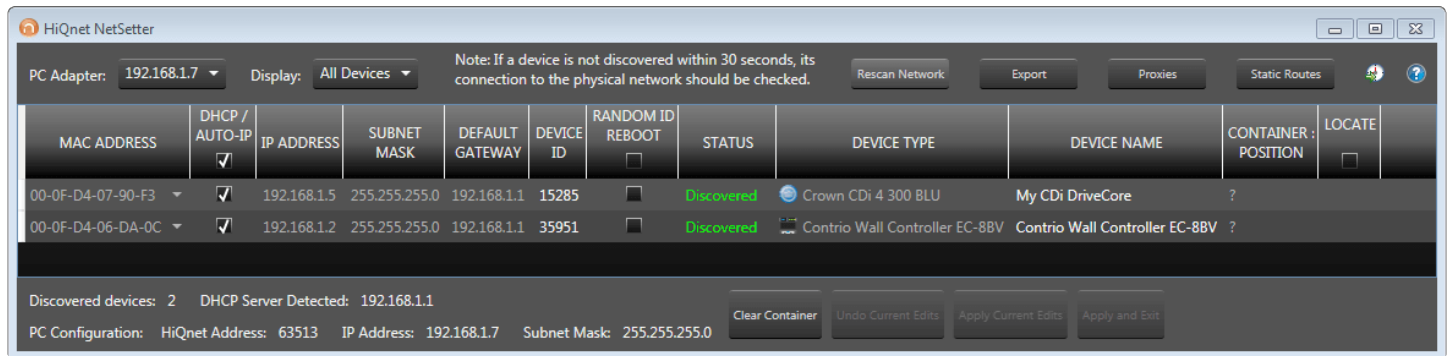 HiQnet NetSetter
PC Adapter: 192.168.1.7 Display: All Devices Note: If a device is not discovered within 30 seconds, its
connection to the physical network should be checked. Rescan Network Export Proxies Static Routes ?
MAC ADDRESS DHCP / AUTO-IP IP ADDRESS SUBNET MASK DEFAULT GATEWAY DEVICE ID RANDOM ID REBOOT STATUS DEVICE TYPE DEVICE NAME CONTAINER : POSITION LOCATE
00-0F-D4-07-90-F3 192.168.1.5 255.255.255.0 192.168.1.1 15285 Discovered Crown CDi 4 300 BLU My CDi DriveCore ?
00-0F-D4-06-DA-0C 192.168.1.2 255.255.255.0 192.168.1.1 35951 Discovered Contrio Wall Controller EC-8BV Contrio Wall Controller EC-8BV ?
Discovered devices: 2 DHCP Server Detected: 192.168.1.1
Clear Container Undo Current Edits Apply Current Edits Apply and Exit
PC Configuration: HiQnet Address: 63513 IP Address: 192.168.1.7 Subnet Mask: 255.255.255.0